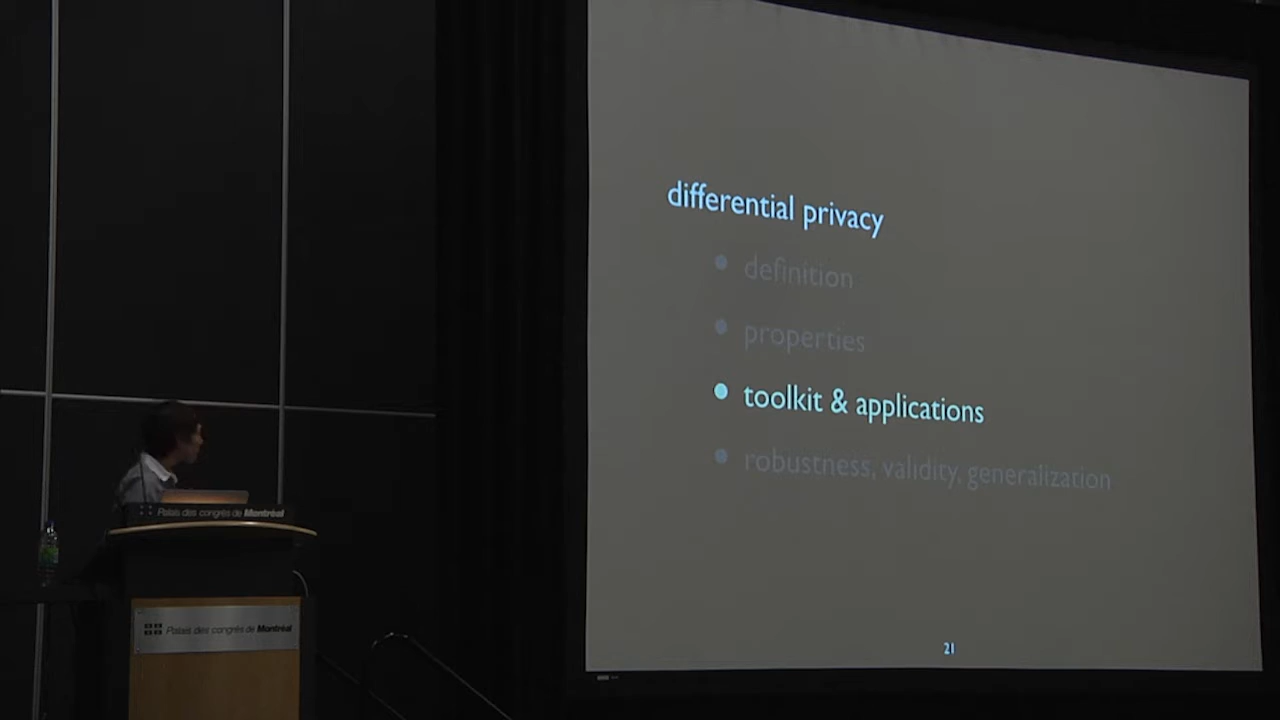 differential privacy
definition
properties
toolkit & applications
robustness, validity, generalization
21
Palais des congrès de Montréal
Palais des congrès de Montréal